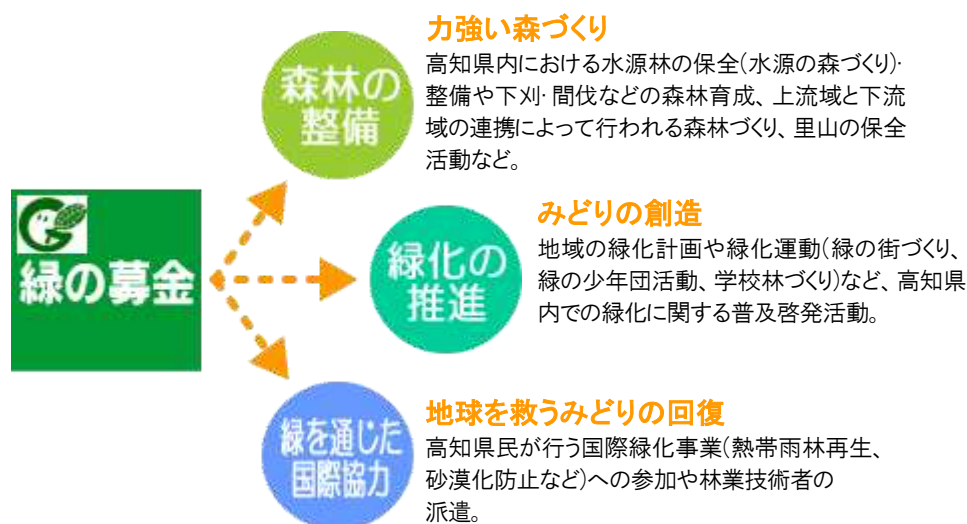 力強い森づくり
森林の
整備
高知県内における水源林の保全(水源の森づくり)·
整備や下刈·間伐などの森林育成、上流域と下流
域の連携によって行われる森林づくり、里山の保全
活動など。
緑の募金
みどりの創造
緑化の
推進
地域の緑化計画や緑化運動(緑の街づくり、
緑の少年団活動、学校林づくり)など、高知県
内での緑化に関する普及啓発活動。
地球を救うみどりの回復
緑を通じた
国際協力
高知県民が行う国際緑化事業(熱帯雨林再生、
砂漠化防止など)への参加や林業技術者の
派遣。